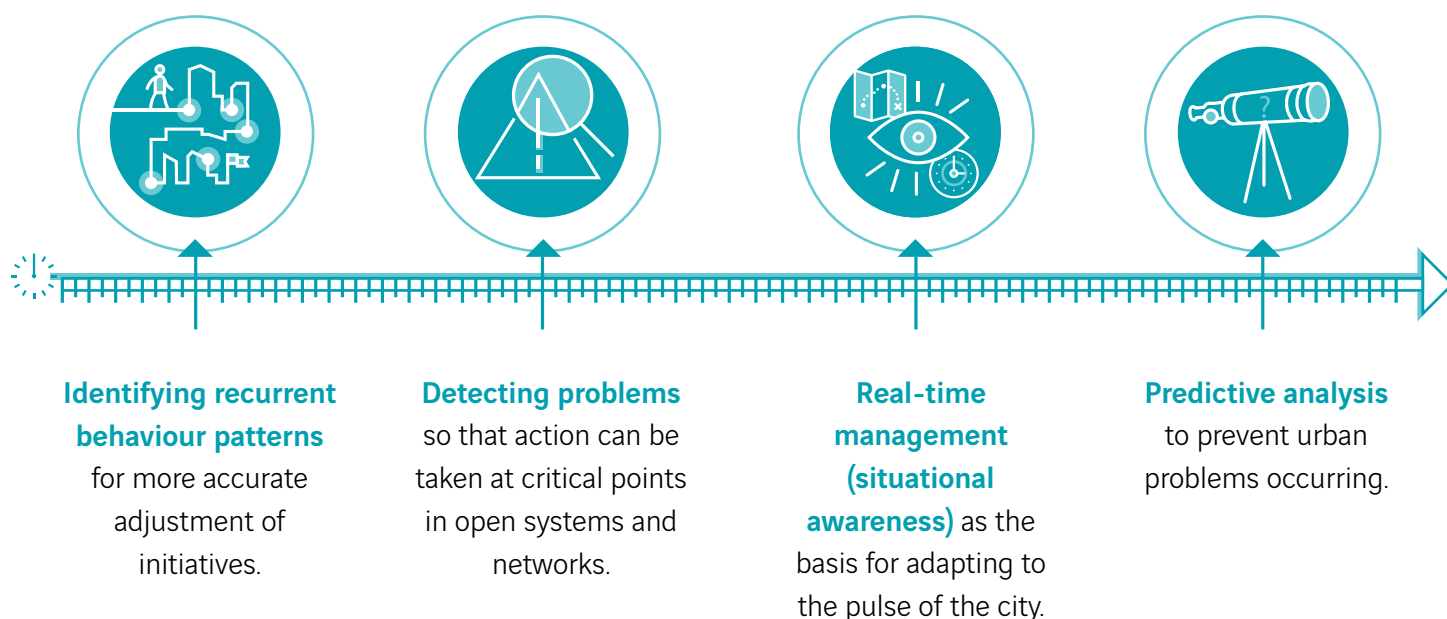 ?
Identifying recurrent
behaviour patterns
for more accurate
adjustment of
initiatives.
Detecting problems
so that action can be
taken at critical points
in open systems and
networks.
Real-time
management
(situational
awareness) as the
basis for adapting to
the pulse of the city.
Predictive analysis
to prevent urban
problems occurring.